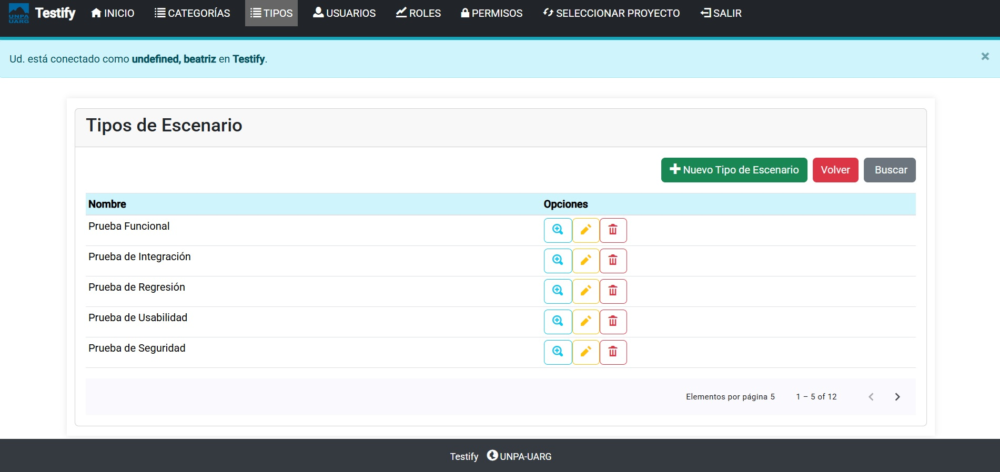 UNPA
UARG
Testify INICIO CATEGORÍAS TIPOS USUARIOS ROLES PERMISOS SELECCIONAR PROYECTO SALIR
Ud. está conectado como undefined, beatriz en Testify. ×
Tipos de Escenario
Nuevo Tipo de Escenario Volver Buscar
Nombre Opciones
Prueba Funcional
Prueba de Integración
Prueba de Regresión
Prueba de Usabilidad
Prueba de Seguridad
Elementos por página 5 1 – 5 of 12
Testify UNPA-UARG